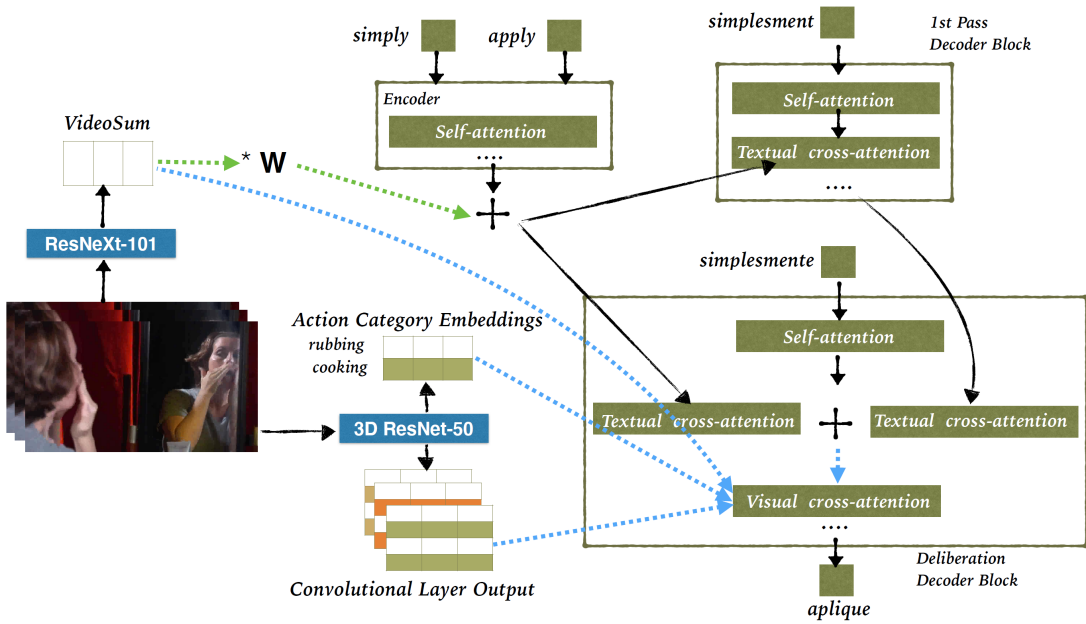 simply
apply
simplesment
1st Pass
Decoder Block
Encoder
Self-attention
....
Self-attention
Textual cross-attention
....
VideoSum
* W
ResNeXt-101
simplesmente
Action Category Embeddings
rubbing
cooking
3D ResNet-50
Self-attention
Textual cross-attention
Textual cross-attention
Visual cross-attention
....
Convolutional Layer Output
Deliberation
Decoder Block
aplique